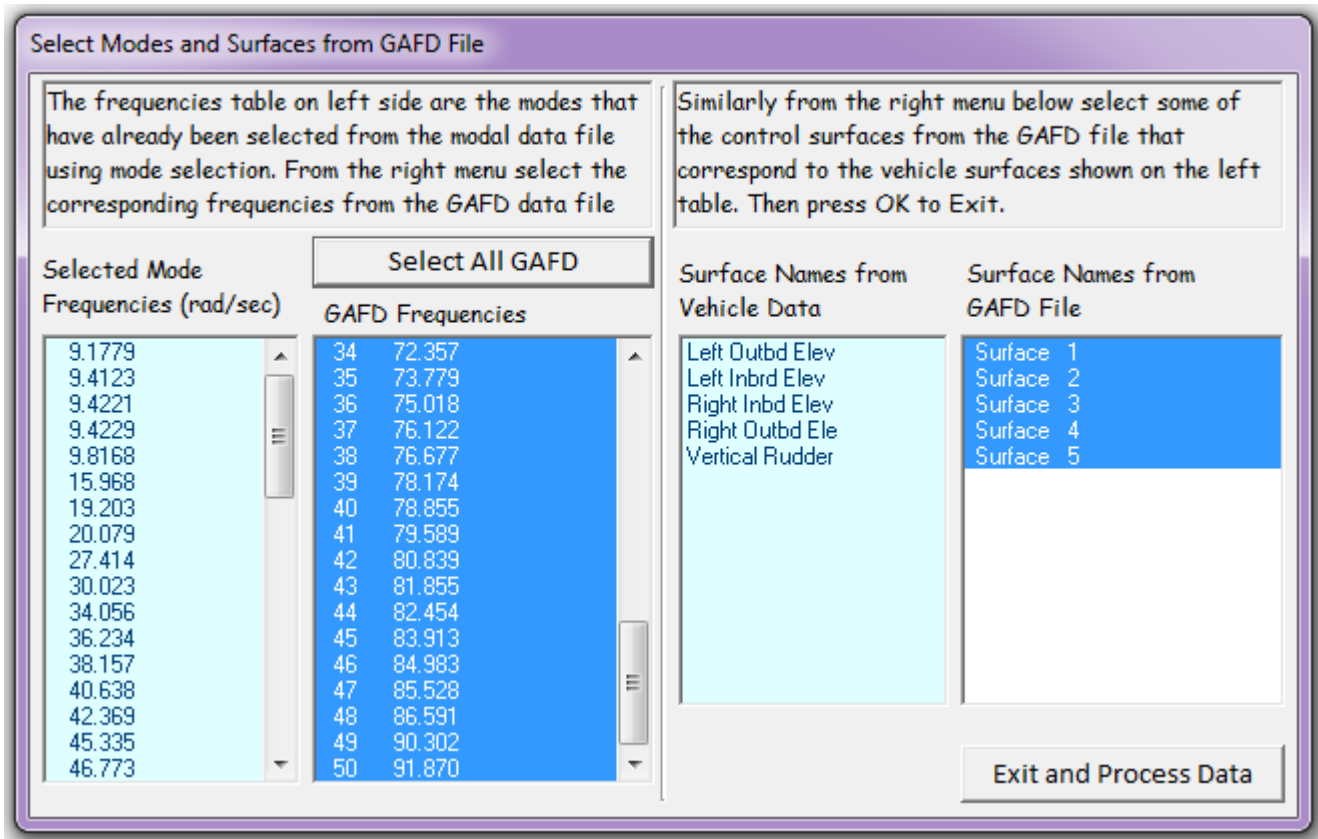 Select Modes and Surfaces from GAFD File
The frequencies table on left side are the modes that
have already been selected from the modal data file
using mode selection. From the right menu select the
corresponding frequencies from the GAFD data file
Similarly from the right menu below select some of
the control surfaces from the GAFD file that
correspond to the vehicle surfaces shown on the left
table. Then press OK to Exit.
Selected Mode
Frequencies (rad/sec)
9.1779
9.4123
9.4221
9.4229
9.8168
15.968
19.203
20.079
27.414
30.023
34.056
36.234
38.157
40.638
42.369
45.335
46.773
Select All GAFD
GAFD Frequencies
34 72.357
35 73.779
36 75.018
37 76.122
38 76.677
39 78.174
40 78.855
41 79.589
42 80.839
43 81.855
44 82.454
45 83.913
46 84.983
47 85.528
48 86.591
49 90.302
50 91.870
Surface Names from
Vehicle Data
Left Outbd Elev
Left Inbrd Elev
Right Inbd Elev
Right Outbd Ele
Vertical Rudder
Surface Names from
GAFD File
Surface 1
Surface 2
Surface 3
Surface 4
Surface 5
Exit and Process Data